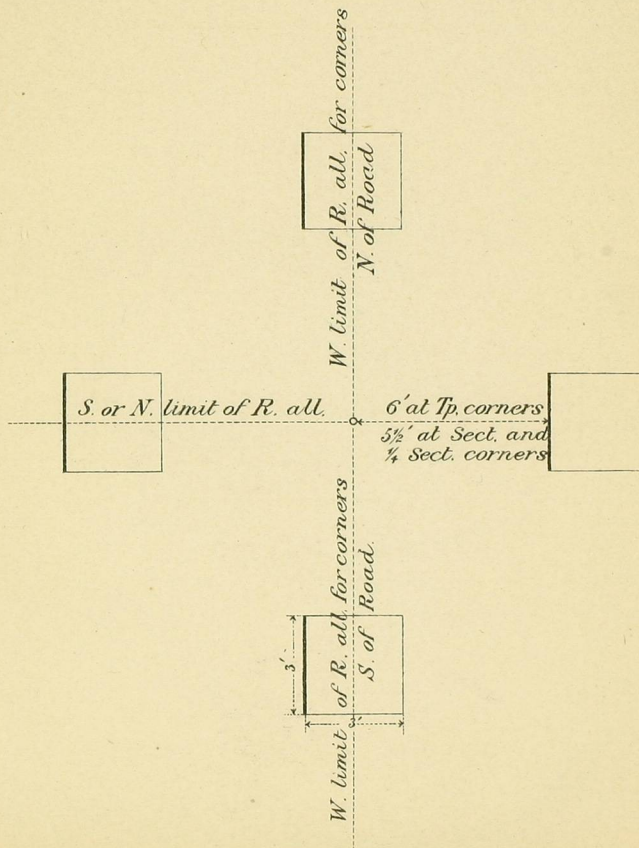 W. limit of R. all. for corners
N. of Road
S. or N. limit of R. all.
6' at Tp. corners
5½' at Sect. and
¼ Sect. corners
W. limit of R. all. for corners
S. of Road.
3'
3'